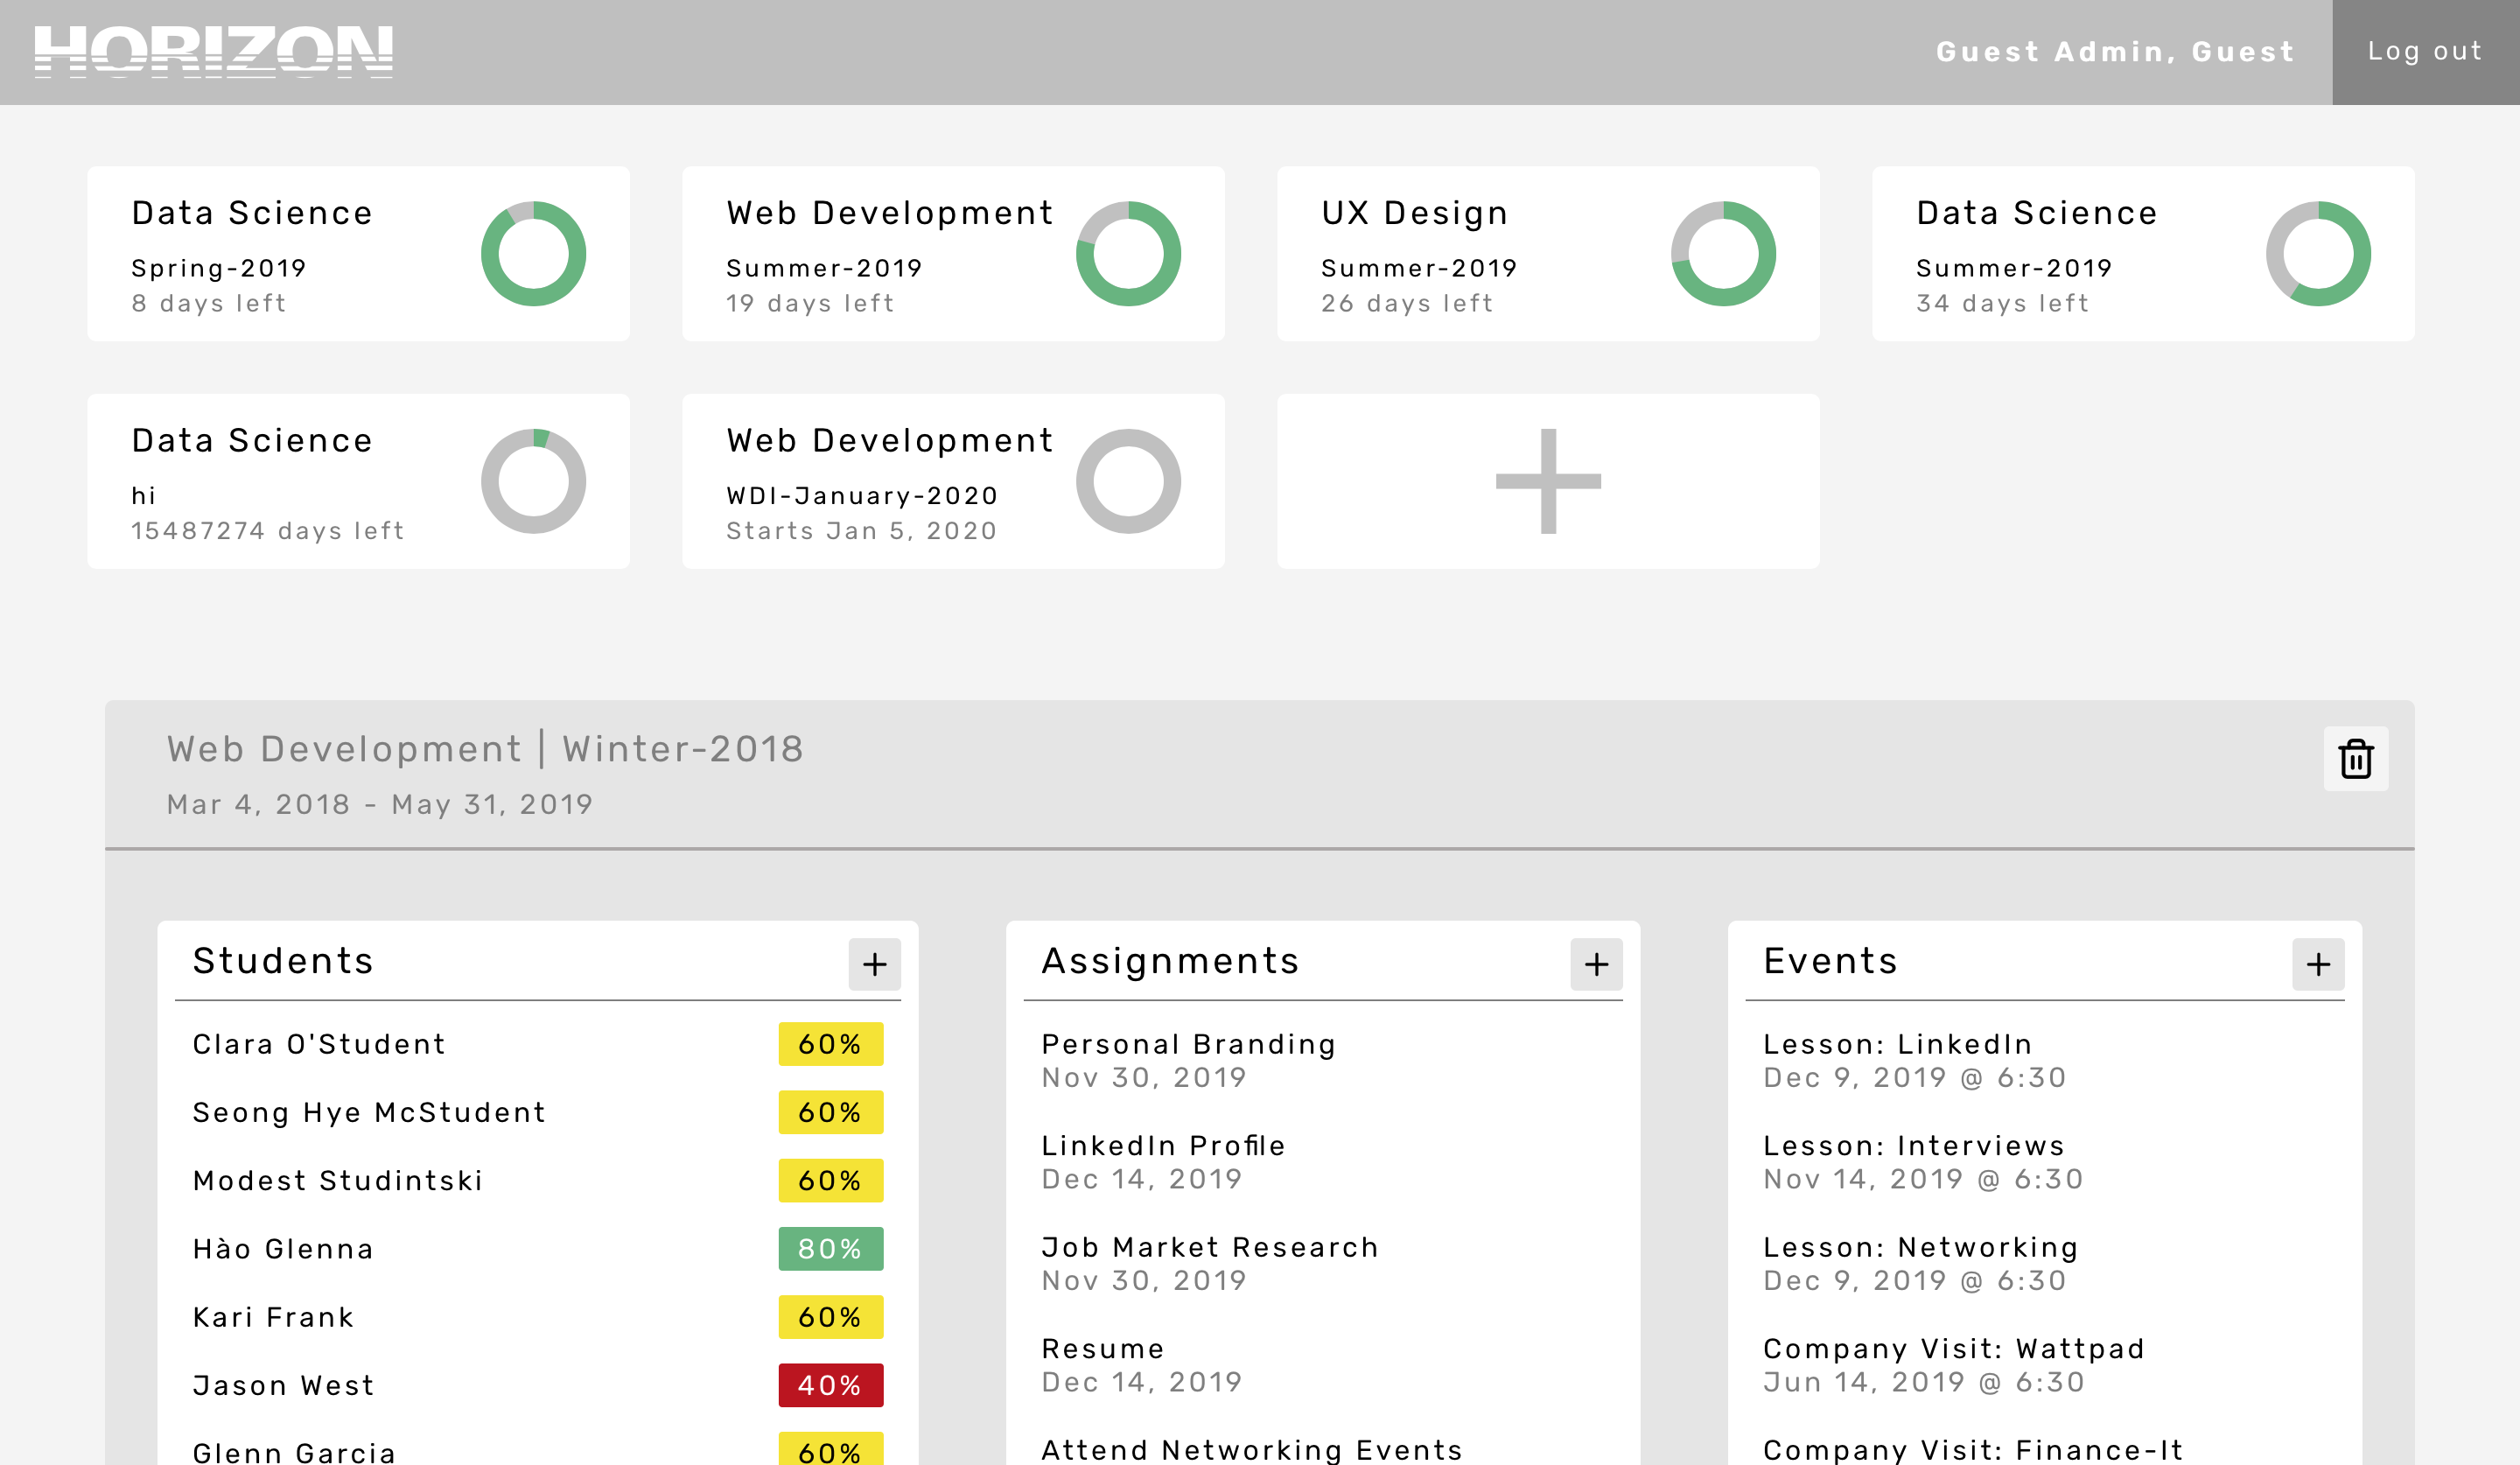 HORIZON
Guest Admin, Guest
Log out
Data Science
Spring-2019
8 days left
Web Development
Summer-2019
19 days left
UX Design
Summer-2019
26 days left
Data Science
Summer-2019
34 days left
Data Science
hi
15487274 days left
Web Development
WDI-January-2020
Starts Jan 5, 2020
Web Development | Winter-2018
Mar 4, 2018 - May 31, 2019
Students
Clara O'Student 60%
Seong Hye McStudent 60%
Modest Studintski 60%
Hào Glenna 80%
Kari Frank 60%
Jason West 40%
Glenn Garcia 60%
Assignments
Personal Branding
Nov 30, 2019
LinkedIn Profile
Dec 14, 2019
Job Market Research
Nov 30, 2019
Resume
Dec 14, 2019
Attend Networking Events
Events
Lesson: LinkedIn
Dec 9, 2019 @ 6:30
Lesson: Interviews
Nov 14, 2019 @ 6:30
Lesson: Networking
Dec 9, 2019 @ 6:30
Company Visit: Wattpad
Jun 14, 2019 @ 6:30
Company Visit: Finance-It